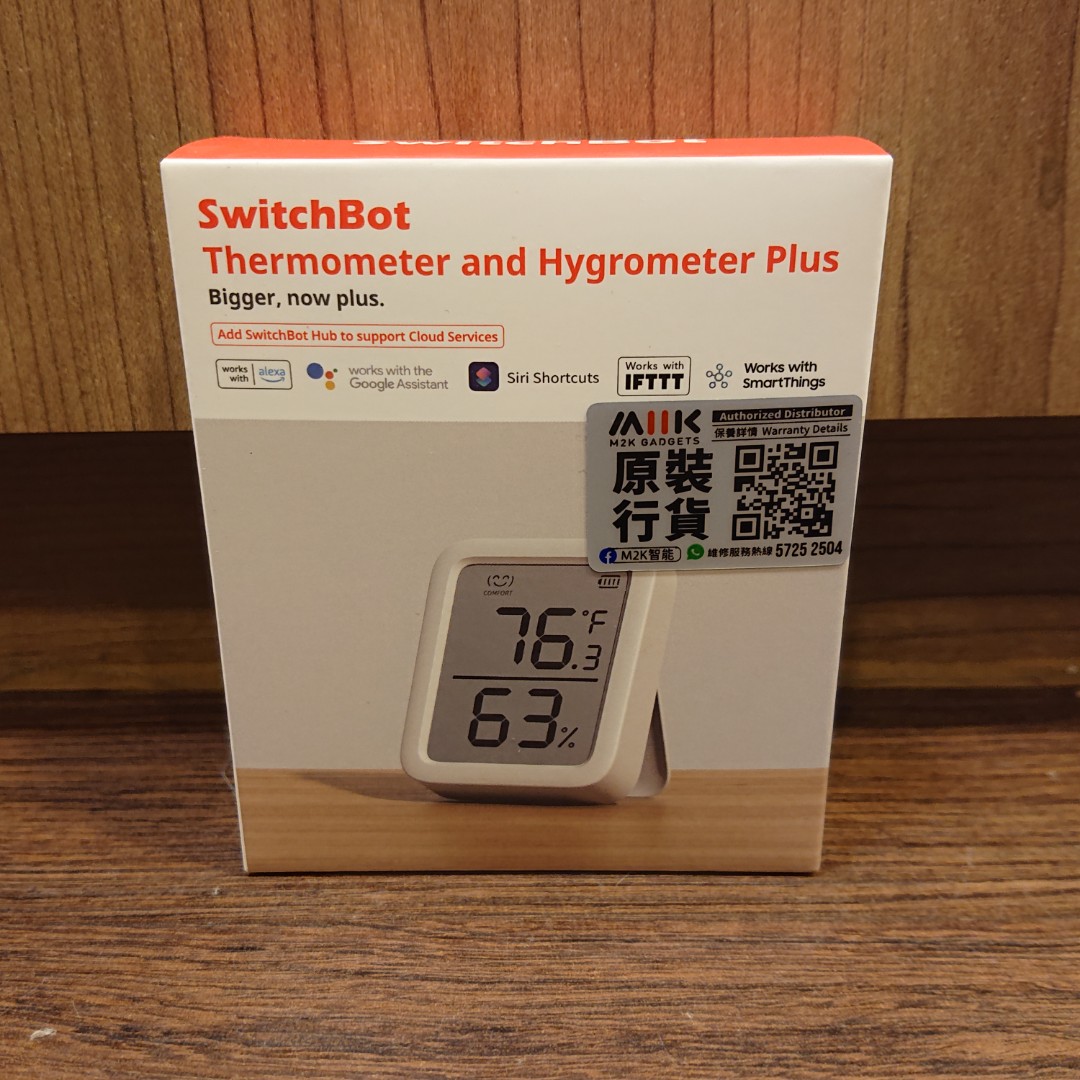 SwitchBot
SwitchBot
Thermometer and Hygrometer Plus
Bigger, now plus.
Add SwitchBot Hub to support Cloud Services
works with | alexa
works with the Google Assistant
Siri Shortcuts
Works with IFTTT
Works with SmartThings
M2K GADGETS
Authorized Distributor
保養詳情 Warranty Details
原裝
行貨
M2K智能
維修服務熱線 5725 2504
COMFORT
76.3 °F
63%